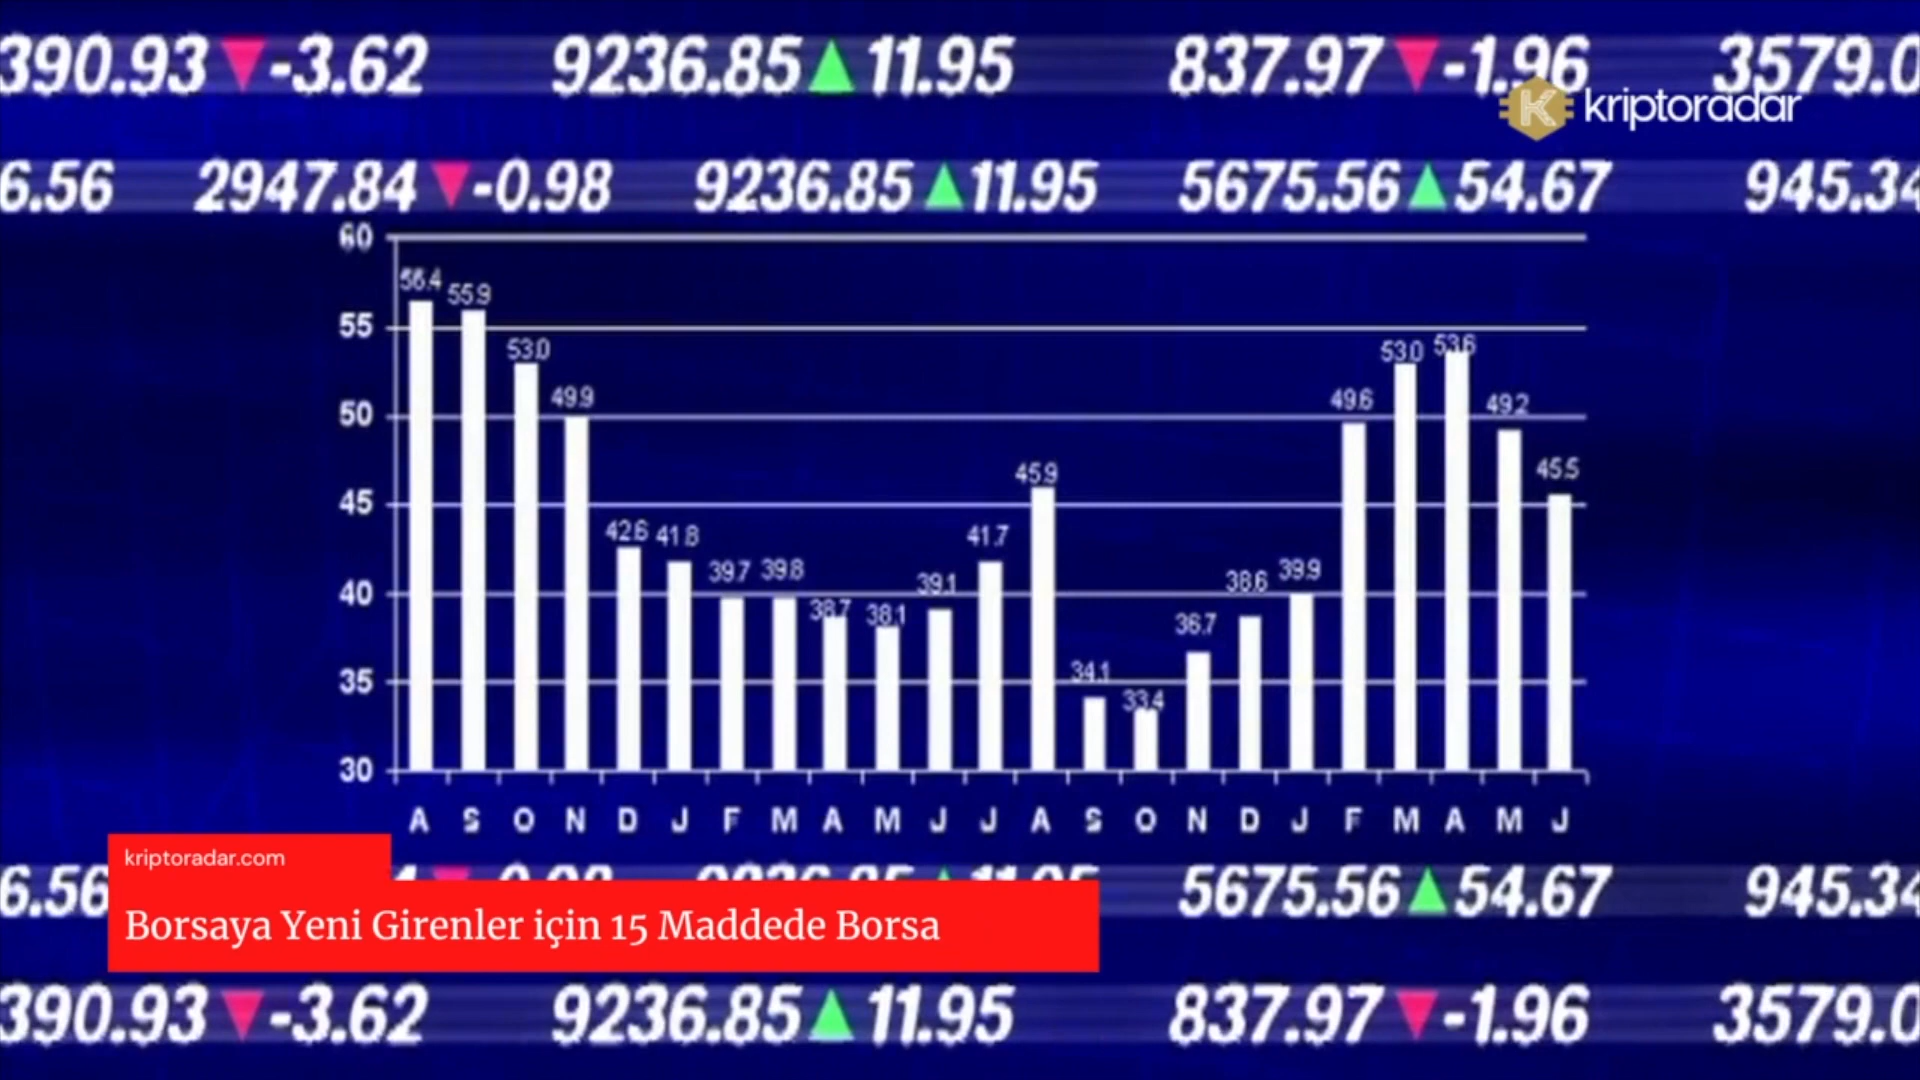 390.93 ▼ -3.62 9236.85 ▲ 11.95 837.97 ▼ -1.96 3579.0
kriptoradar
6.56 2947.84 ▼ -0.98 9236.85 ▲ 11.95 5675.56 ▲ 54.67 945.34
60
55
50
45
40
35
30
56.4 55.9 53.0 49.9 42.6 41.8 39.7 39.8 38.7 38.1 39.1 41.7 45.9 34.1 33.4 36.7 38.6 39.9 49.6 53.0 53.6 49.2 45.5
A S O N D J F M A M J J A S O N D J F M A M J
kriptoradar.com
6.56 5675.56 ▲ 54.67 945.34
Borsaya Yeni Girenler için 15 Maddede Borsa
390.93 ▼ -3.62 9236.85 ▲ 11.95 837.97 ▼ -1.96 3579.0